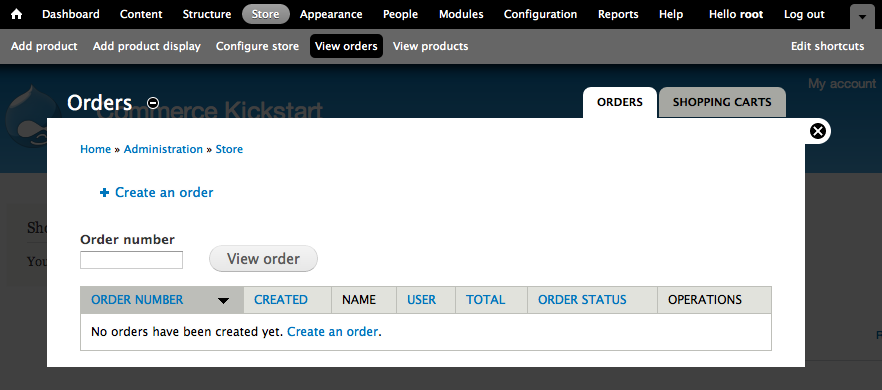 Dashboard Content Structure Store Appearance People Modules Configuration Reports Help Hello root Log out
Add product Add product display Configure store View orders View products Edit shortcuts
My account
Commerce Kickstart
Orders ORDERS SHOPPING CARTS
Home » Administration » Store
Create an order
Order number
View order
ORDER NUMBER CREATED NAME USER TOTAL ORDER STATUS OPERATIONS
No orders have been created yet. Create an order.